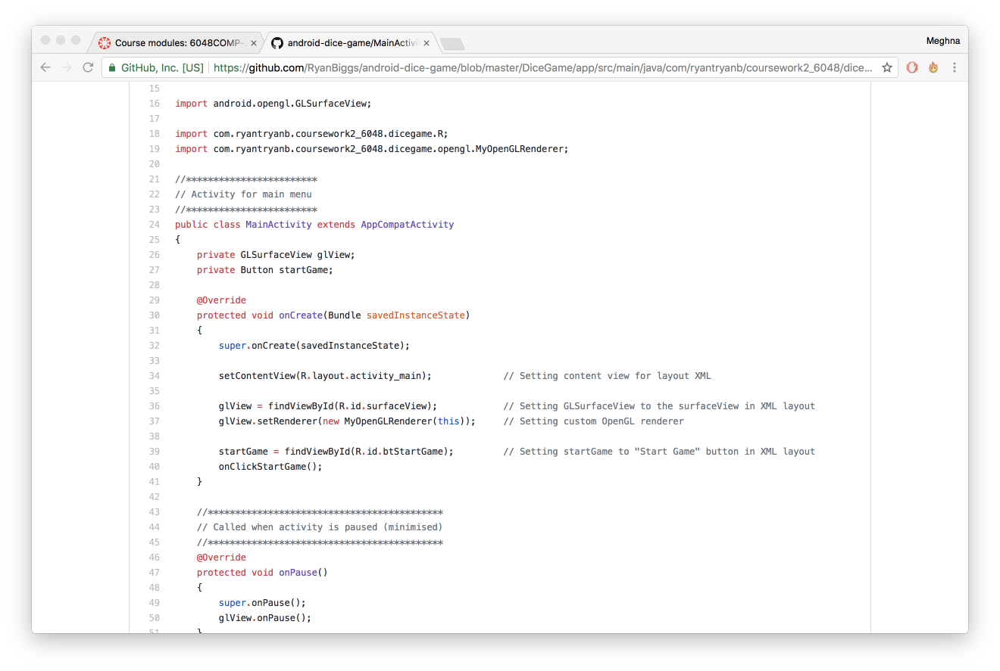 Course modules: 6048COMP-
android-dice-game/MainActivi
Meghna
GitHub, Inc. [US] https://github.com/RyanBiggs/android-dice-game/blob/master/DiceGame/app/src/main/java/com/ryantryanb/coursework2_6048/dice...
15
16 import android.opengl.GLSurfaceView;
17
18 import com.ryantryanb.coursework2_6048.dicegame.R;
19 import com.ryantryanb.coursework2_6048.dicegame.opengl.MyOpenGLRenderer;
20
21 //************************
22 // Activity for main menu
23 //************************
24 public class MainActivity extends AppCompatActivity
25 {
26     private GLSurfaceView glView;
27     private Button startGame;
28
29     @Override
30     protected void onCreate(Bundle savedInstanceState)
31     {
32         super.onCreate(savedInstanceState);
33
34         setContentView(R.layout.activity_main);             // Setting content view for layout XML
35
36         glView = findViewById(R.id.surfaceView);            // Setting GLSurfaceView to the surfaceView in XML layout
37         glView.setRenderer(new MyOpenGLRenderer(this));     // Setting custom OpenGL renderer
38
39         startGame = findViewById(R.id.btStartGame);         // Setting startGame to "Start Game" button in XML layout
40         onClickStartGame();
41     }
42
43     //*******************************************
44     // Called when activity is paused (minimised)
45     //*******************************************
46     @Override
47     protected void onPause()
48     {
49         super.onPause();
50         glView.onPause();
51     }